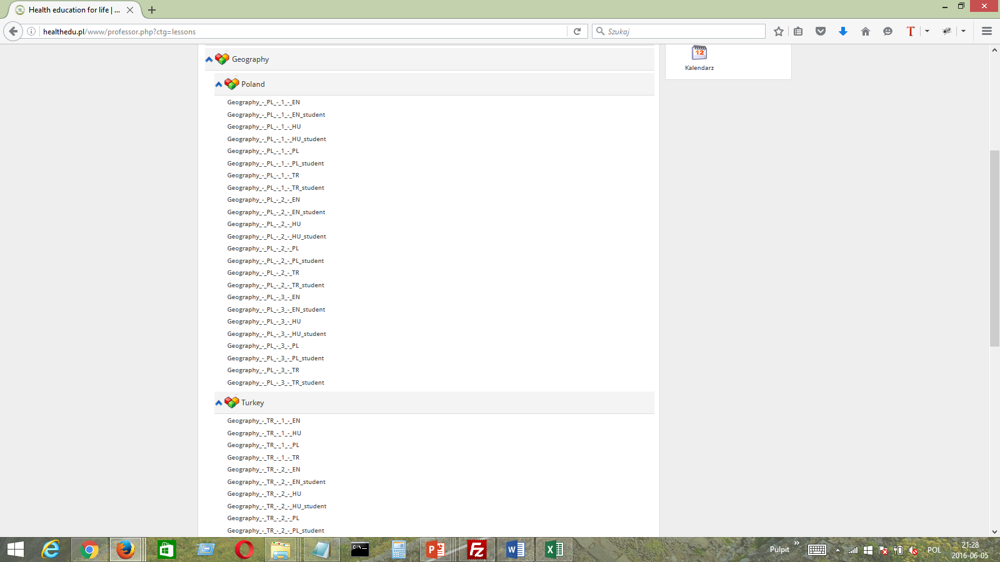 Health education for life | ...
healthedu.pl/www/professor.php?ctg=lessons
Szukaj
Geography
12
Kalendarz
Poland
Geography_-_PL_-_1_-_EN
Geography_-_PL_-_1_-_EN_student
Geography_-_PL_-_1_-_HU
Geography_-_PL_-_1_-_HU_student
Geography_-_PL_-_1_-_PL
Geography_-_PL_-_1_-_PL_student
Geography_-_PL_-_1_-_TR
Geography_-_PL_-_1_-_TR_student
Geography_-_PL_-_2_-_EN
Geography_-_PL_-_2_-_EN_student
Geography_-_PL_-_2_-_HU
Geography_-_PL_-_2_-_HU_student
Geography_-_PL_-_2_-_PL
Geography_-_PL_-_2_-_PL_student
Geography_-_PL_-_2_-_TR
Geography_-_PL_-_2_-_TR_student
Geography_-_PL_-_3_-_EN
Geography_-_PL_-_3_-_EN_student
Geography_-_PL_-_3_-_HU
Geography_-_PL_-_3_-_HU_student
Geography_-_PL_-_3_-_PL
Geography_-_PL_-_3_-_PL_student
Geography_-_PL_-_3_-_TR
Geography_-_PL_-_3_-_TR_student
Turkey
Geography_-_TR_-_1_-_EN
Geography_-_TR_-_1_-_HU
Geography_-_TR_-_1_-_PL
Geography_-_TR_-_1_-_TR
Geography_-_TR_-_2_-_EN
Geography_-_TR_-_2_-_EN_student
Geography_-_TR_-_2_-_HU
Geography_-_TR_-_2_-_HU_student
Geography_-_TR_-_2_-_PL
Geography_-_TR_-_2_-_PL_student
Pulpit
POL
21:28
2016-06-05